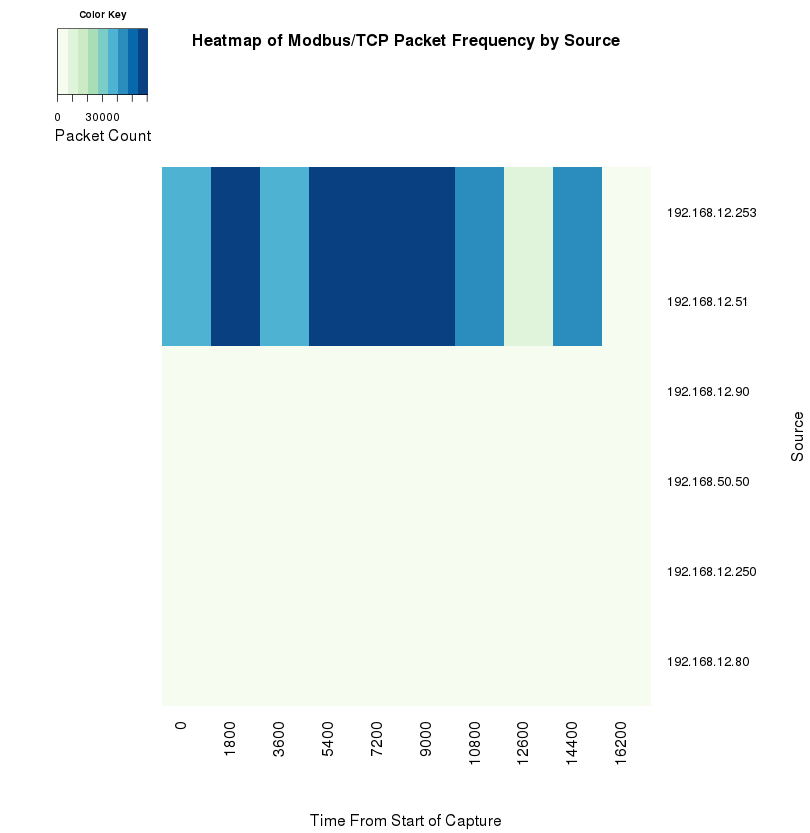 Color Key
Heatmap of Modbus/TCP Packet Frequency by Source
0 30000
Packet Count
192.168.12.253
192.168.12.51
192.168.12.90
192.168.50.50
192.168.12.250
192.168.12.80
Source
0 1800 3600 5400 7200 9000 10800 12600 14400 16200
Time From Start of Capture